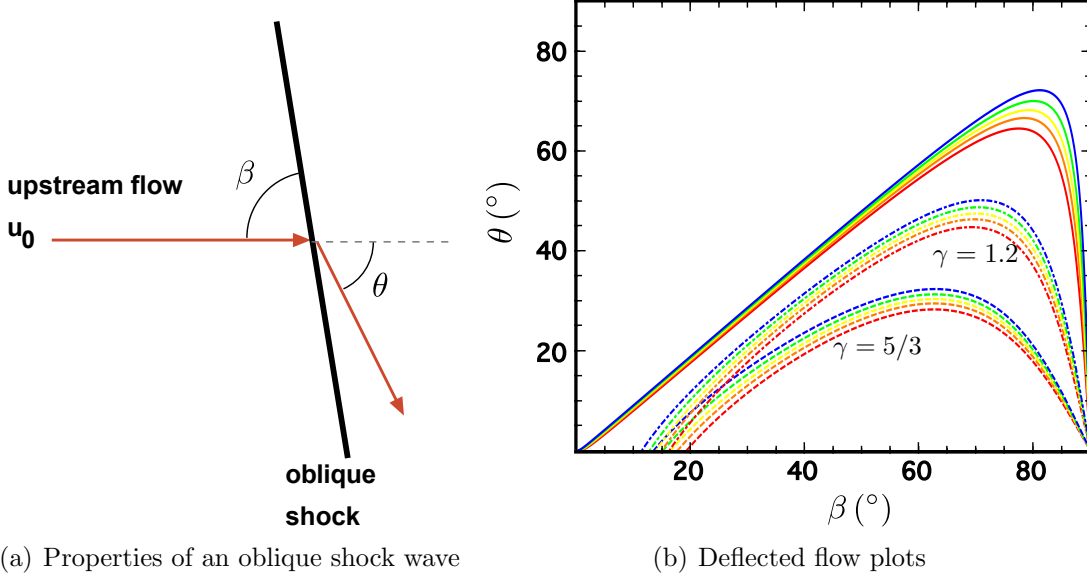 β
upstream flow
u0
θ
oblique
shock
(a) Properties of an oblique shock wave
80
60
40
20
θ (°)
γ = 1.2
γ = 5/3
20 40 60 80
β (°)
(b) Deflected flow plots